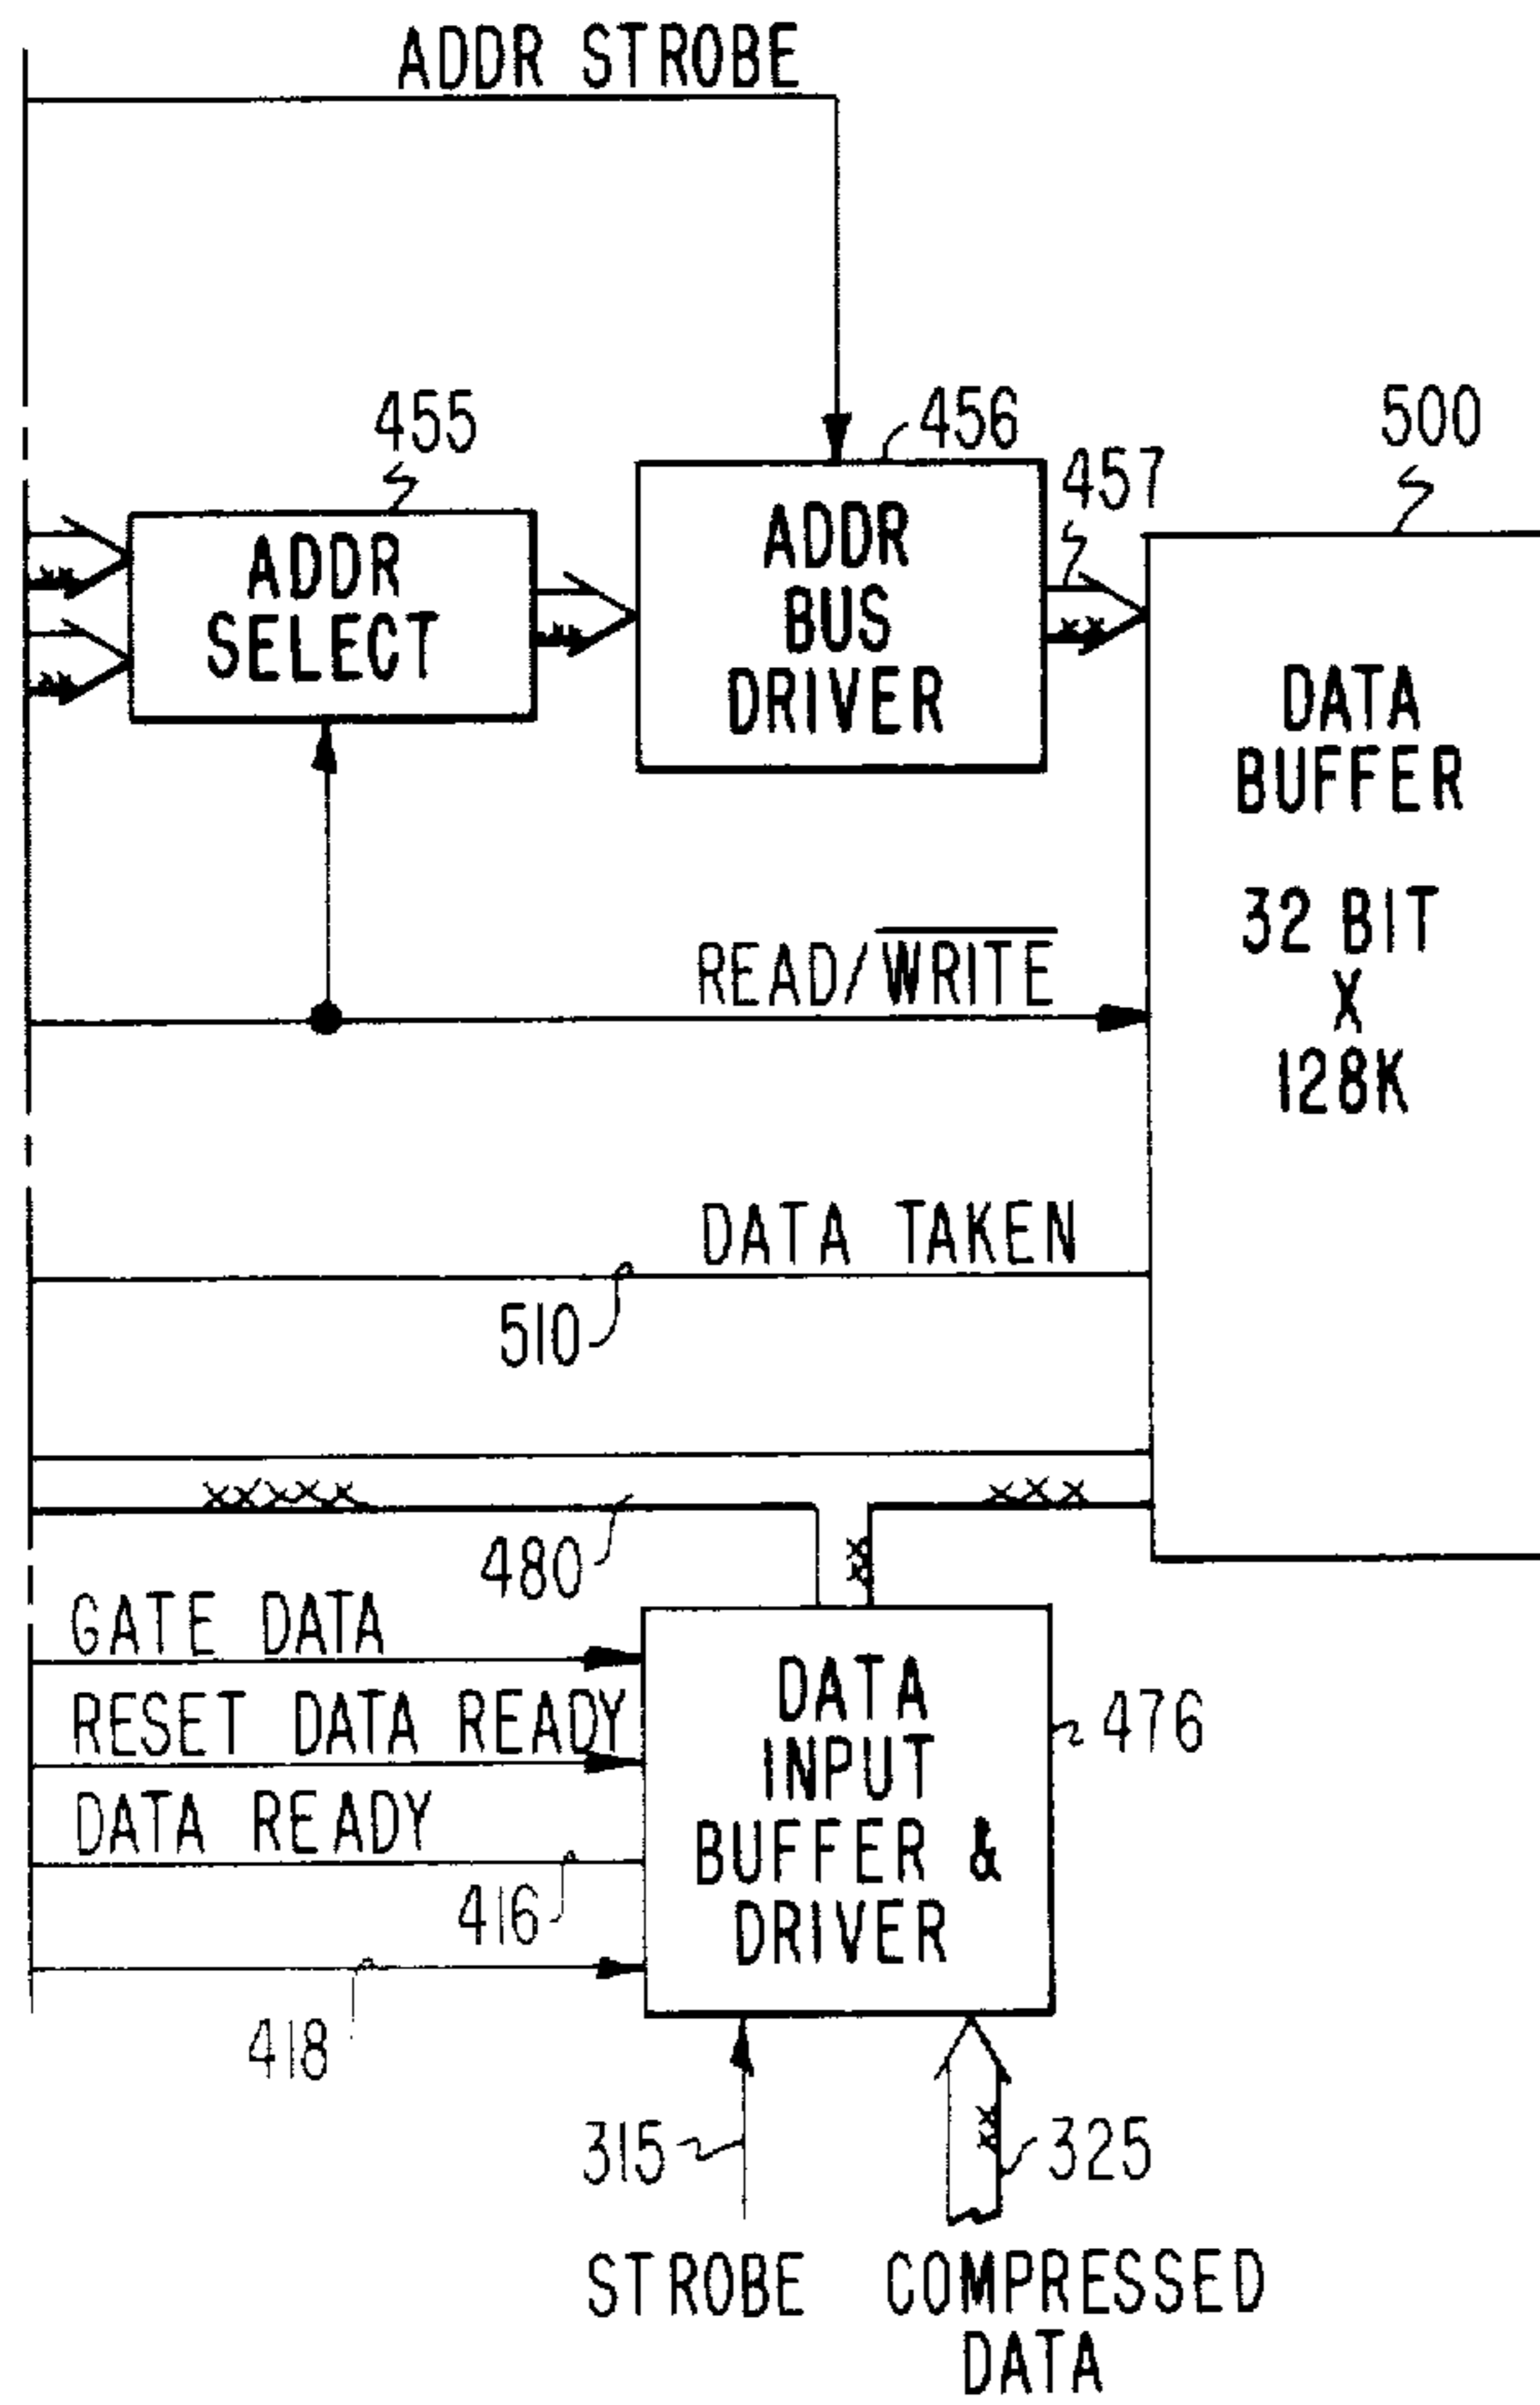 ADDR STROBE
455
456
457
500
ADDR
SELECT
ADDR
BUS
DRIVER
DATA
BUFFER
32 BIT
X
128K
READ/WRITE
DATA TAKEN
510
480
GATE DATA
RESET DATA READY
DATA READY
416
418
DATA
INPUT
BUFFER &
DRIVER
476
315
325
STROBE
COMPRESSED
DATA